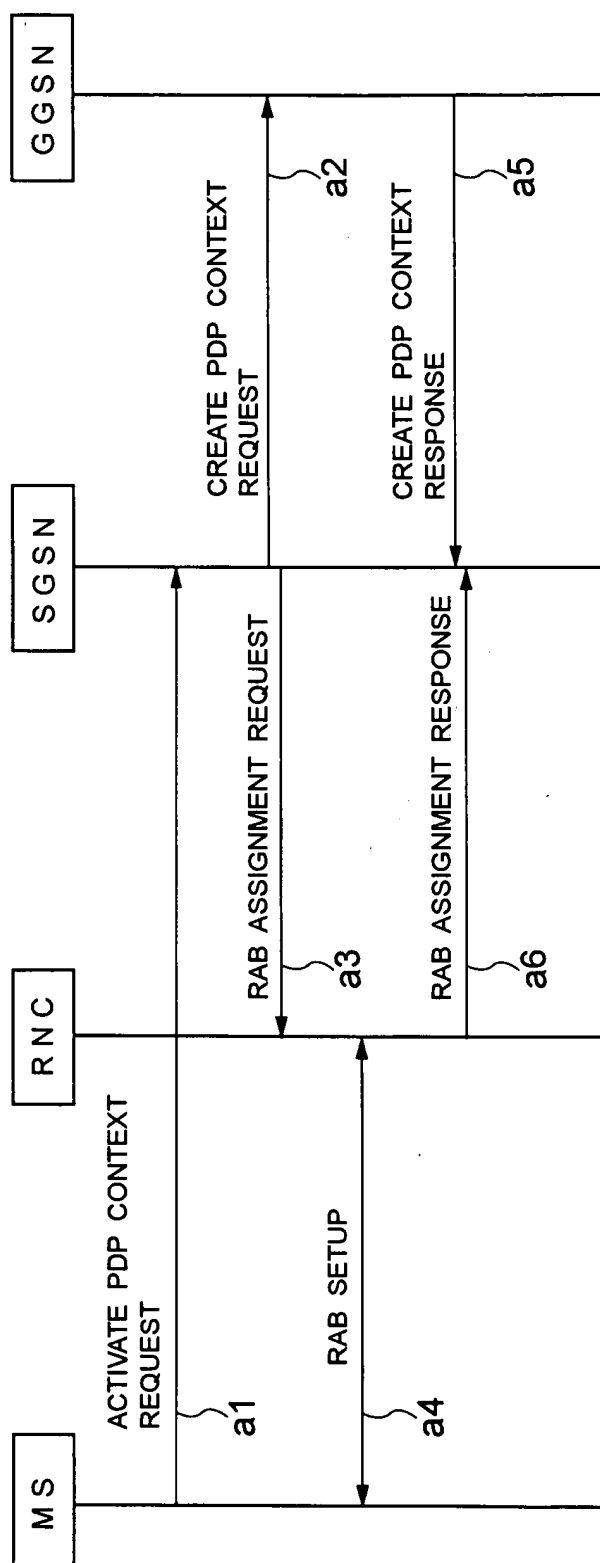 MS
RNC
SGSN
GGSN
ACTIVATE PDP CONTEXT
REQUEST
a1
CREATE PDP CONTEXT
REQUEST
a2
RAB ASSIGNMENT REQUEST
a3
RAB SETUP
a4
CREATE PDP CONTEXT
RESPONSE
a5
RAB ASSIGNMENT RESPONSE
a6